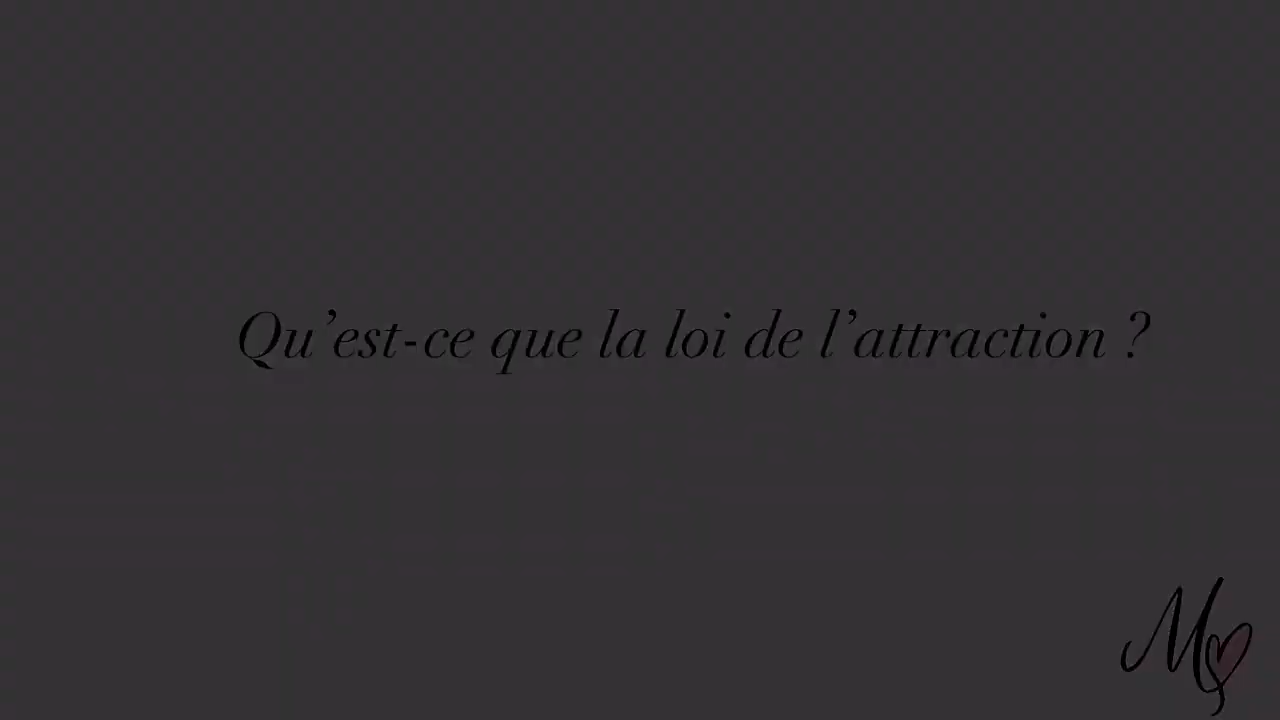 Qu’est-ce que la loi de l’attraction ?
M